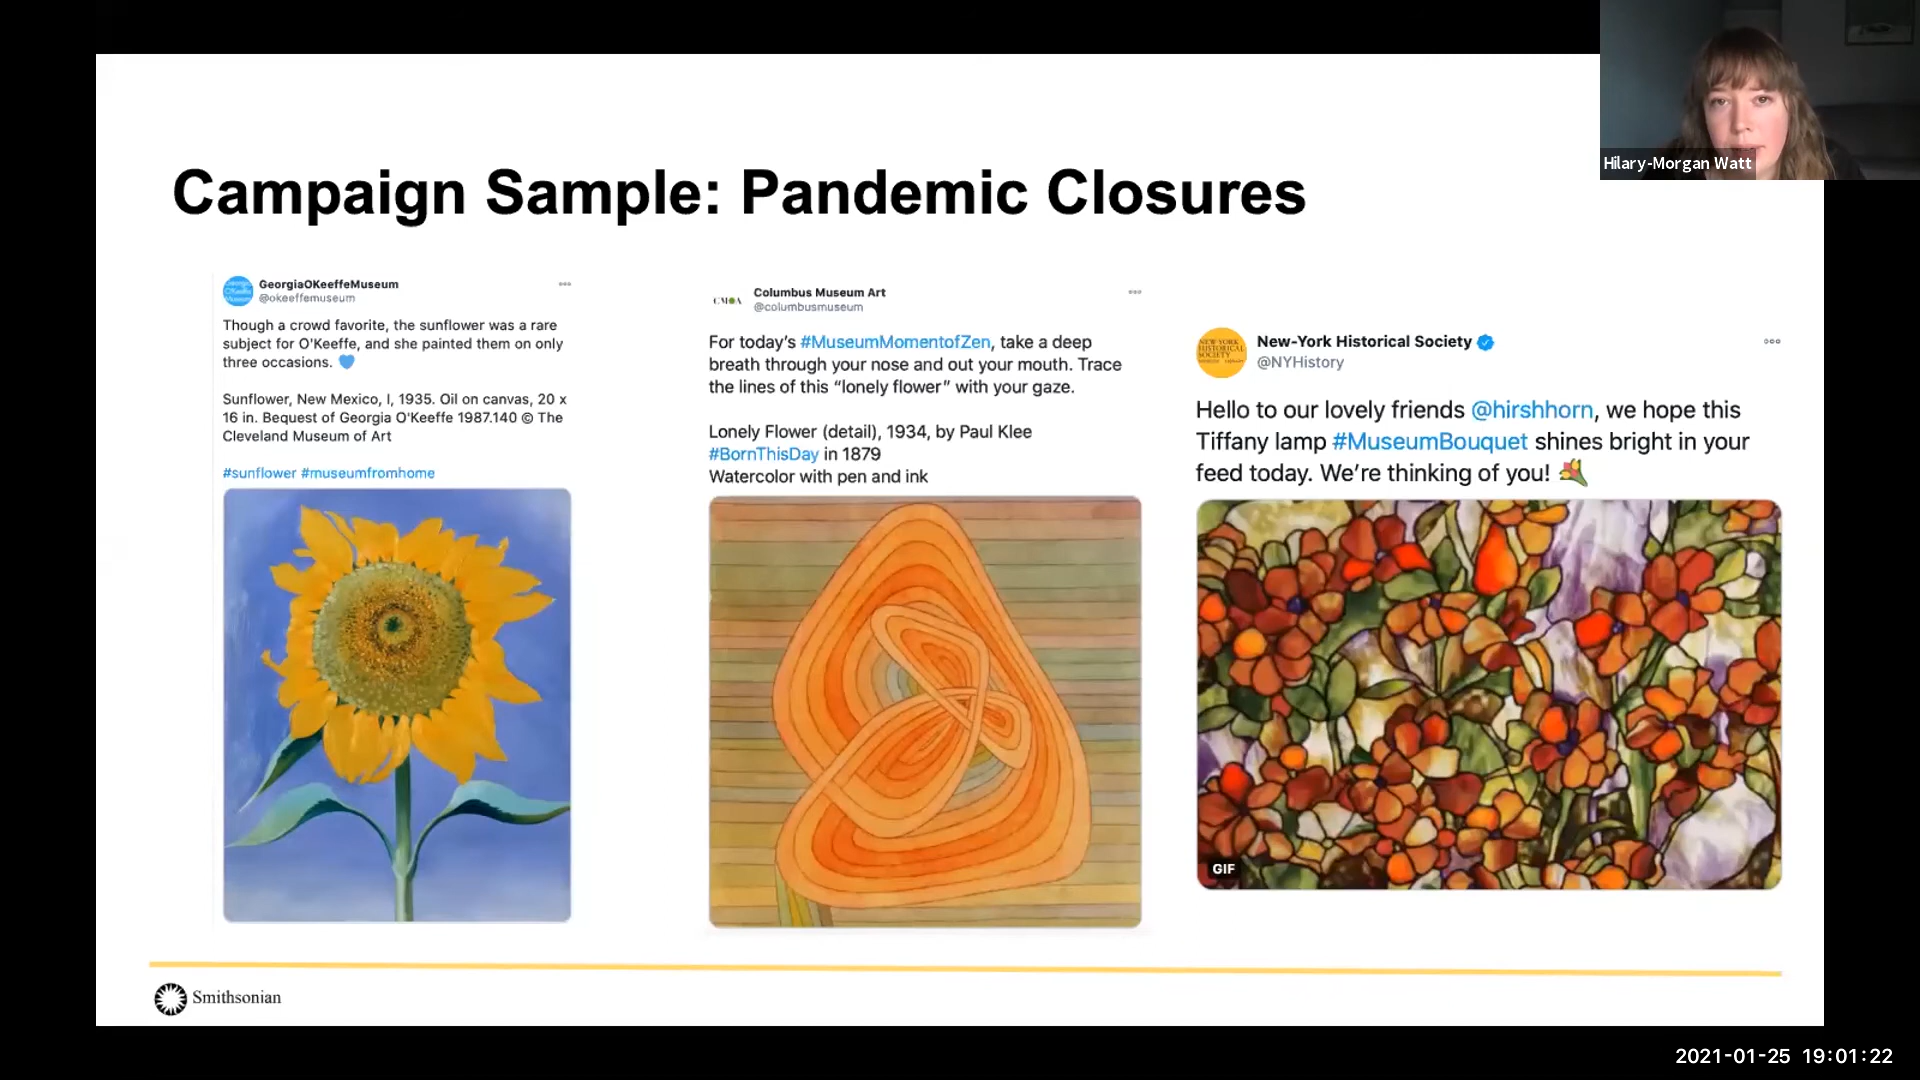 Hilary-Morgan Watt
Campaign Sample: Pandemic Closures
GeorgiaOKeeffeMuseum
@okeeffemuseum
Though a crowd favorite, the sunflower was a rare
subject for O'Keeffe, and she painted them on only
three occasions.
Sunflower, New Mexico, I, 1935. Oil on canvas, 20 x
16 in. Bequest of Georgia O'Keeffe 1987.140 © The
Cleveland Museum of Art
#sunflower #museumfromhome
CMOA
Columbus Museum Art
@columbusmuseum
For today’s #MuseumMomentofZen, take a deep
breath through your nose and out your mouth. Trace
the lines of this “lonely flower” with your gaze.
Lonely Flower (detail), 1934, by Paul Klee
#BornThisDay in 1879
Watercolor with pen and ink
NEW-YORK
HISTORICAL
SOCIETY
New-York Historical Society
@NYHistory
Hello to our lovely friends @hirshhorn, we hope this
Tiffany lamp #MuseumBouquet shines bright in your
feed today. We’re thinking of you!
GIF
Smithsonian
2021-01-25 19:01:22